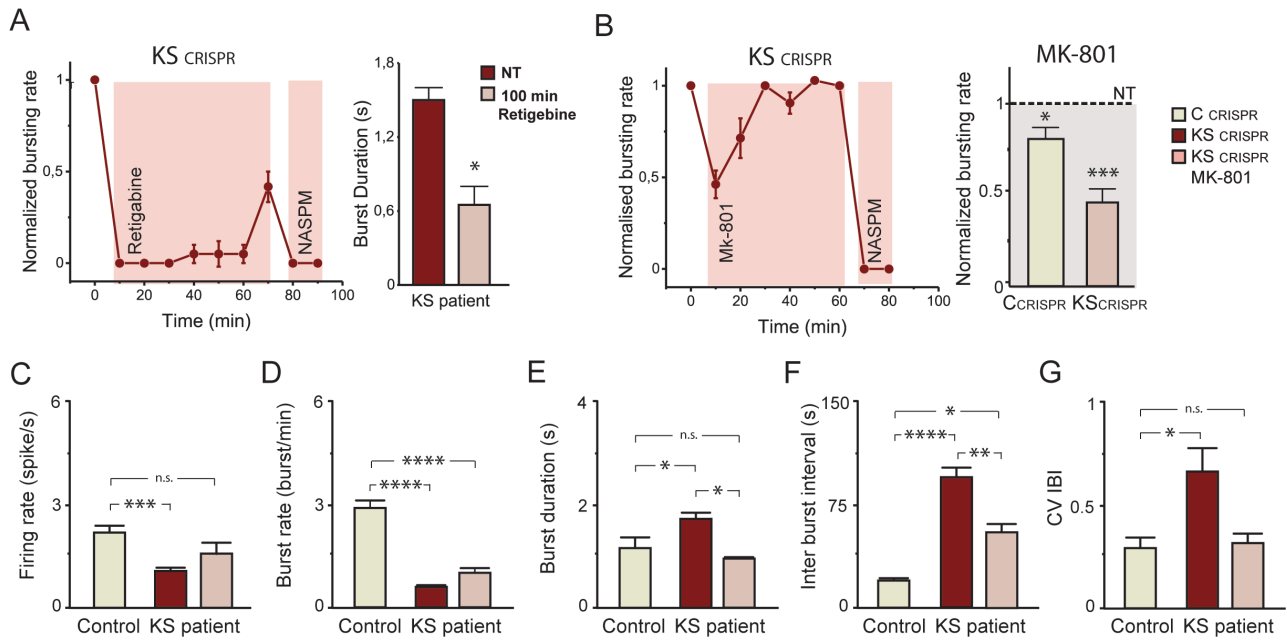 A
KS CRISPR
Normalized bursting rate
1
0,5
0
Retigabine
NASPM
0 20 40 60 80 100
Time (min)
Burst Duration (s)
1,8
1,2
0,6
0
*
KS patient
NT
100 min
Retigebine
B
KS CRISPR
Normalised bursting rate
1
0,5
0
Mk-801
NASPM
0 20 40 60 80 100
Time (min)
MK-801
Normalized bursting rate
1
0.5
0
NT
*
***
CCRISPR KSCRISPR
C CRISPR
KS CRISPR
KS CRISPR
MK-801
C
Firing rate (spike/s)
6
3
0
n.s.
***
Control KS patient
D
Burst rate (burst/min)
6
3
0
****
****
Control KS patient
E
Burst duration (s)
4
2
0
n.s.
*
*
Control KS patient
F
Inter burst interval (s)
150
75
0
*
****
**
Control KS patient
G
CV IBI
1
0.5
0
n.s.
*
Control KS patient